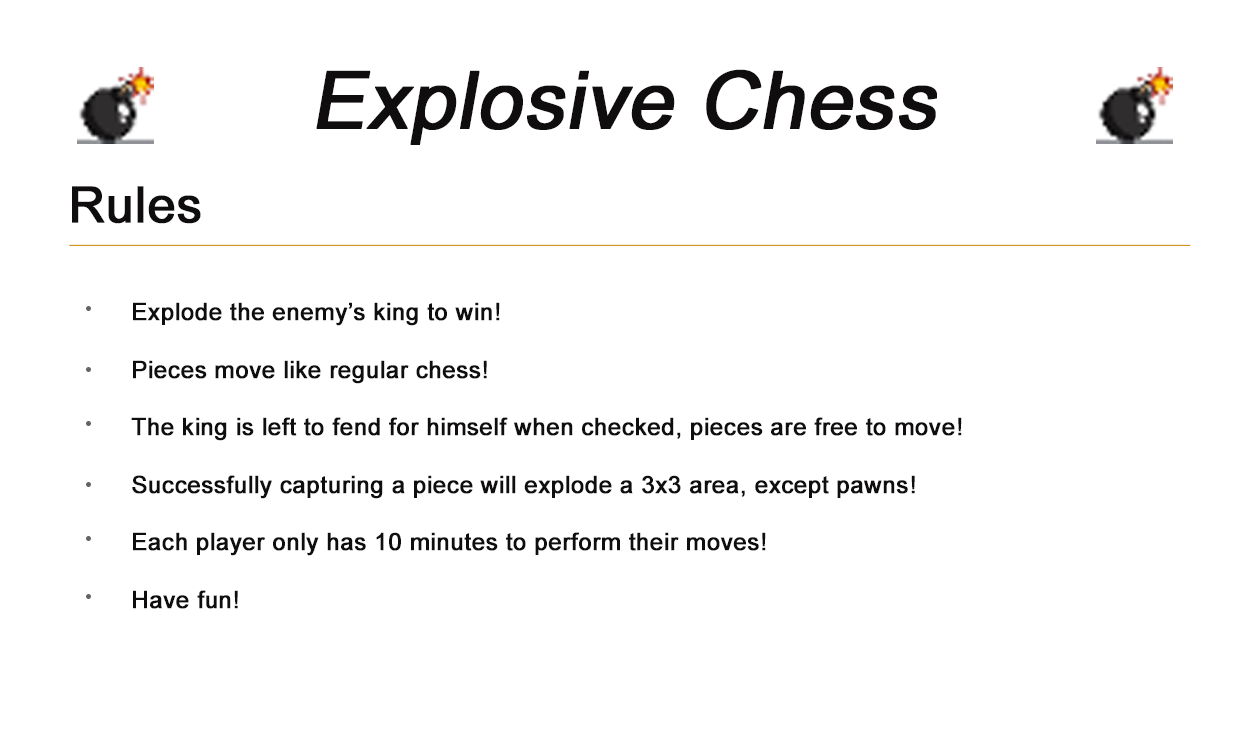 Explosive Chess
Rules
• Explode the enemy’s king to win!
• Pieces move like regular chess!
• The king is left to fend for himself when checked, pieces are free to move!
• Successfully capturing a piece will explode a 3x3 area, except pawns!
• Each player only has 10 minutes to perform their moves!
• Have fun!